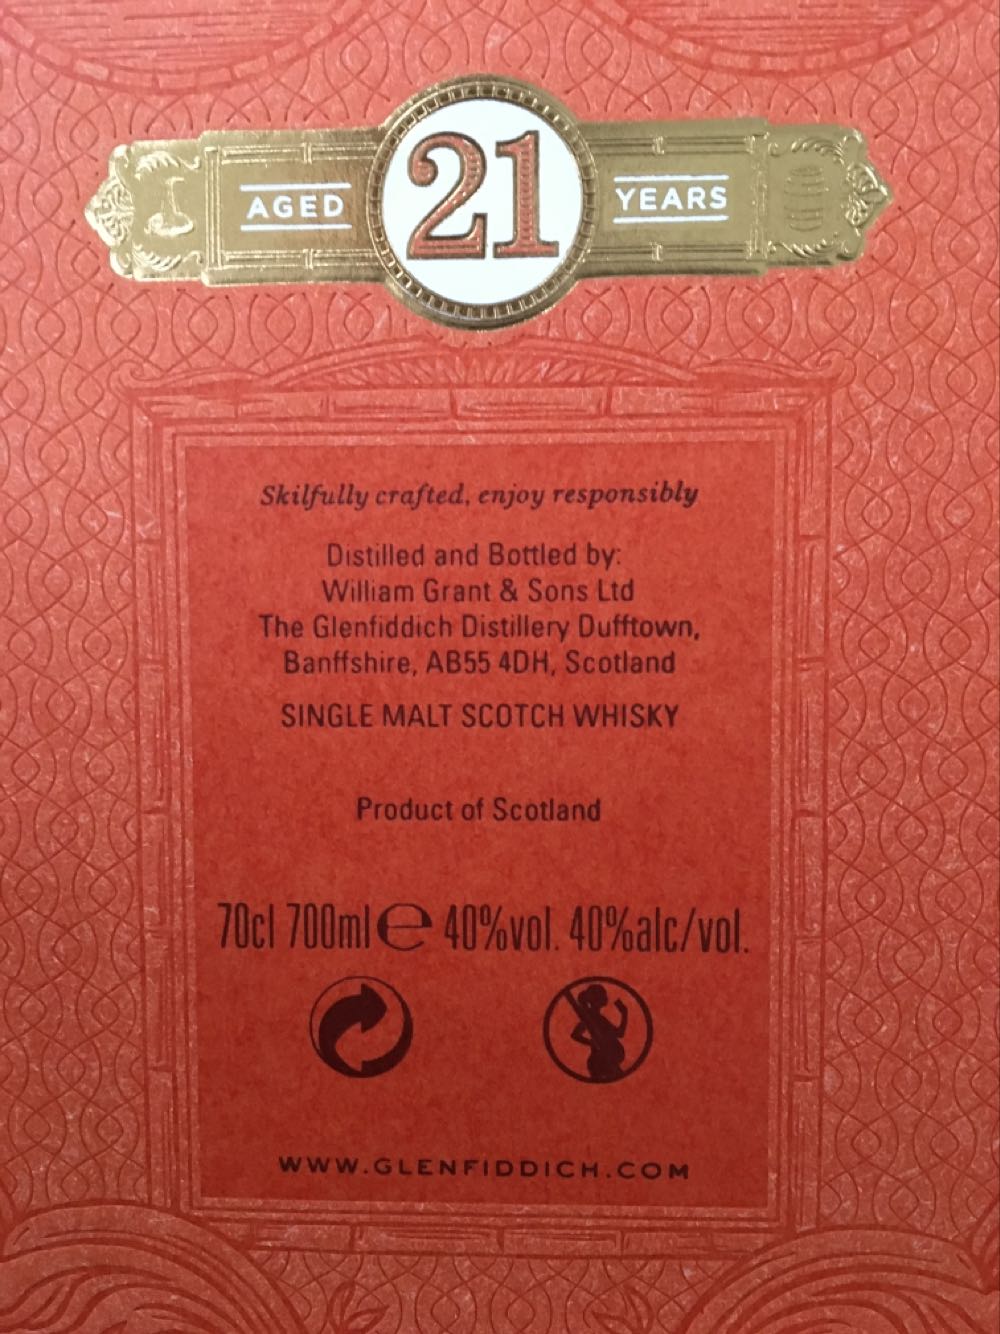 AGED 21 YEARS
Skilfully crafted, enjoy responsibly
Distilled and Bottled by:
William Grant & Sons Ltd
The Glenfiddich Distillery Dufftown,
Banffshire, AB55 4DH, Scotland
SINGLE MALT SCOTCH WHISKY
Product of Scotland
70cl 700ml ℮ 40%vol. 40%alc/vol.
WWW.GLENFIDDICH.COM